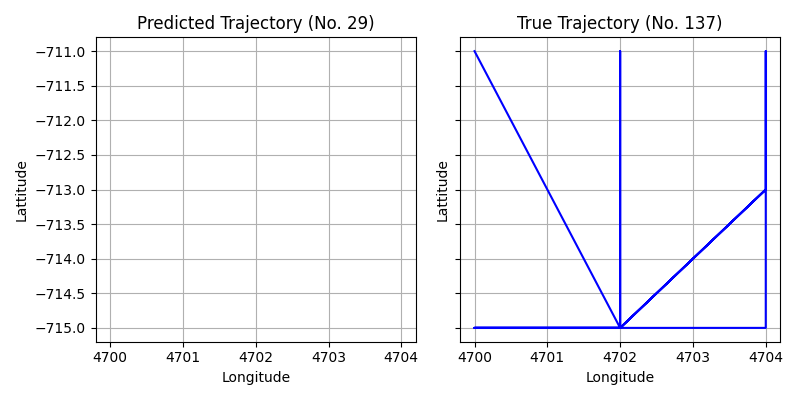 Predicted Trajectory (No. 29)
−711.0
−711.5
−712.0
−712.5
−713.0
−713.5
−714.0
−714.5
−715.0
Lattitude
4700 4701 4702 4703 4704
Longitude
True Trajectory (No. 137)
Lattitude
4700 4701 4702 4703 4704
Longitude